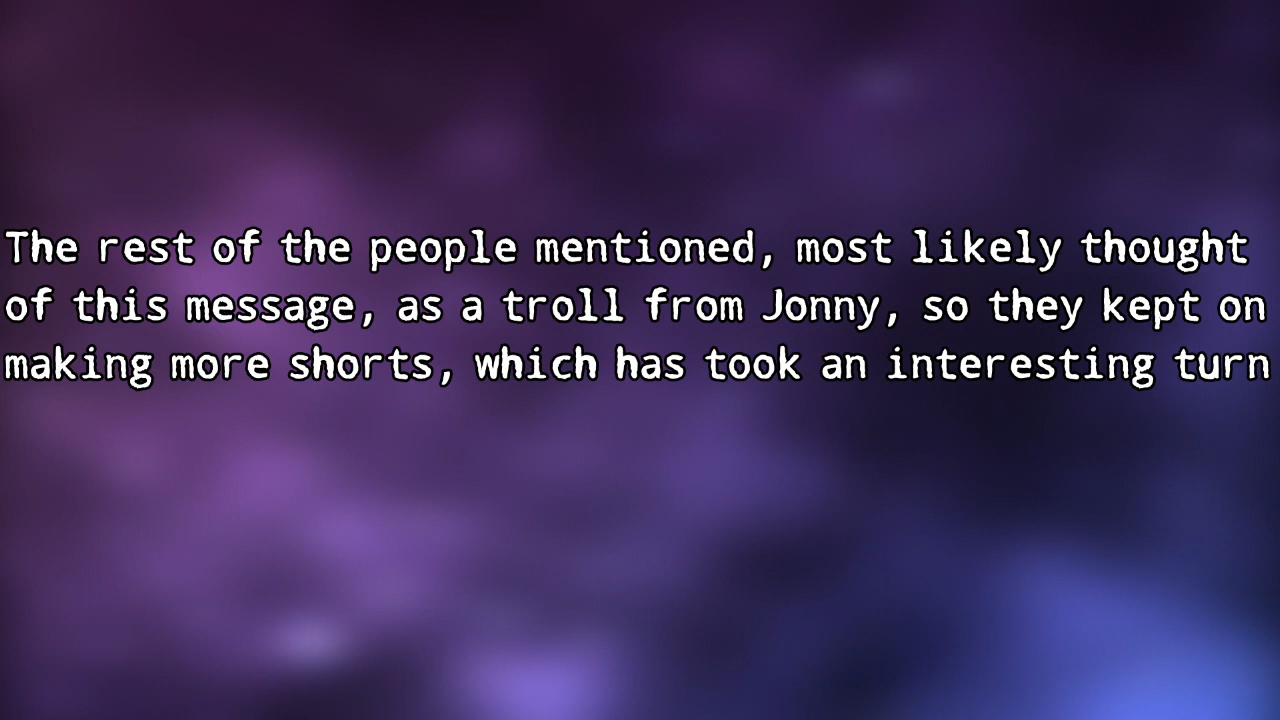 The rest of the people mentioned, most likely thought
of this message, as a troll from Jonny, so they kept on
making more shorts, which has took an interesting turn